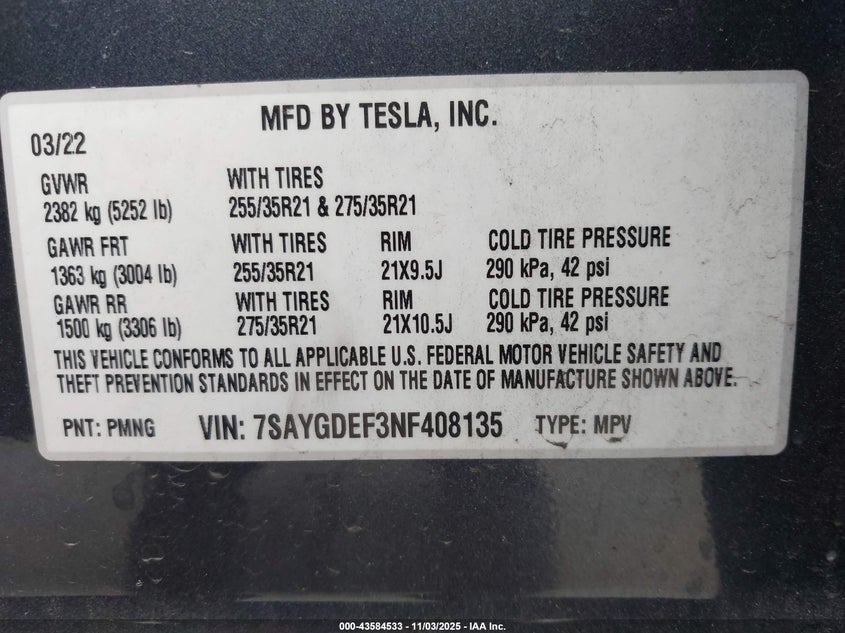 MFD BY TESLA, INC.
03/22
GVWR WITH TIRES
2382 kg (5252 lb) 255/35R21 & 275/35R21
GAWR FRT WITH TIRES RIM COLD TIRE PRESSURE
1363 kg (3004 lb) 255/35R21 21X9.5J 290 kPa, 42 psi
GAWR RR WITH TIRES RIM COLD TIRE PRESSURE
1500 kg (3306 lb) 275/35R21 21X10.5J 290 kPa, 42 psi
THIS VEHICLE CONFORMS TO ALL APPLICABLE U.S. FEDERAL MOTOR VEHICLE SAFETY AND
THEFT PREVENTION STANDARDS IN EFFECT ON THE DATE OF MANUFACTURE SHOWN ABOVE.
PNT: PMNG VIN: 7SAYGDEF3NF408135 TYPE: MPV
000-43584533 - 11/03/2025 - IAA Inc.